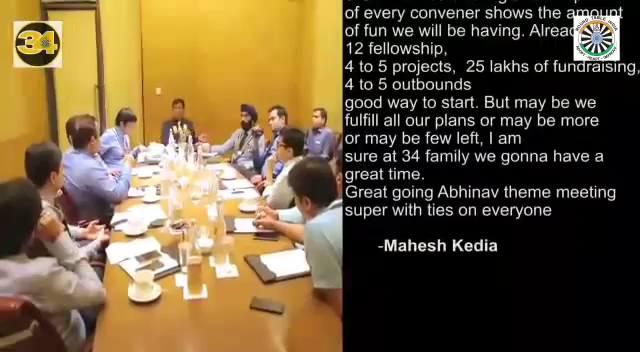 34
of every convener shows the amount
of fun we will be having. Already
12 fellowship,
4 to 5 projects,  25 lakhs of fundraising,
4 to 5 outbounds
good way to start. But may be we
fulfill all our plans or may be more
or may be few left, I am
sure at 34 family we gonna have a
great time.
Great going Abhinav theme meeting
super with ties on everyone
-Mahesh Kedia